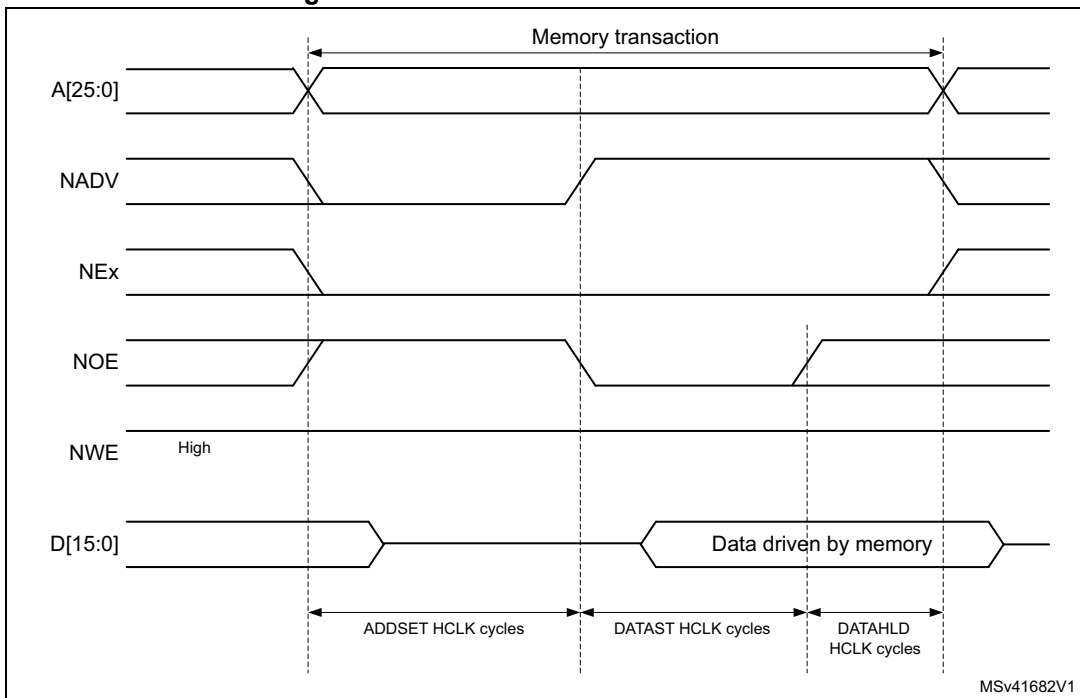 Memory transaction
A[25:0]
NADV
NEx
NOE
NWE
High
D[15:0]
Data driven by memory
ADDSET HCLK cycles
DATAST HCLK cycles
DATAHLD
HCLK cycles
MSv41682V1